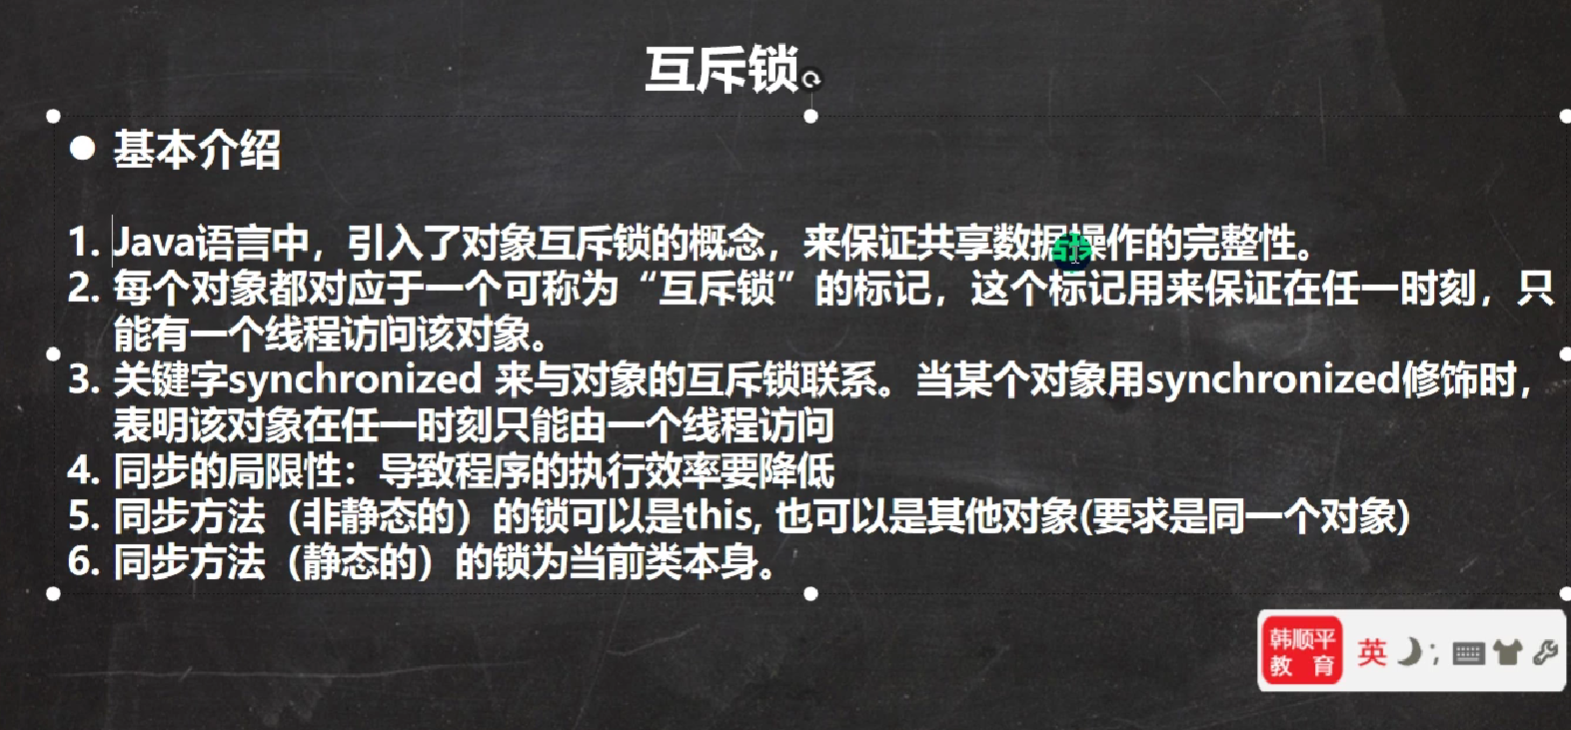 互斥锁
● 基本介绍
1. Java语言中，引入了对象互斥锁的概念，来保证共享数据操作的完整性。
2. 每个对象都对应于一个可称为“互斥锁”的标记，这个标记用来保证在任一时刻，只
能有一个线程访问该对象。
3. 关键字synchronized 来与对象的互斥锁联系。当某个对象用synchronized修饰时，
表明该对象在任一时刻只能由一个线程访问
4. 同步的局限性：导致程序的执行效率要降低
5. 同步方法（非静态的）的锁可以是this, 也可以是其他对象(要求是同一个对象)
6. 同步方法（静态的）的锁为当前类本身。
韩顺平
教 育
英